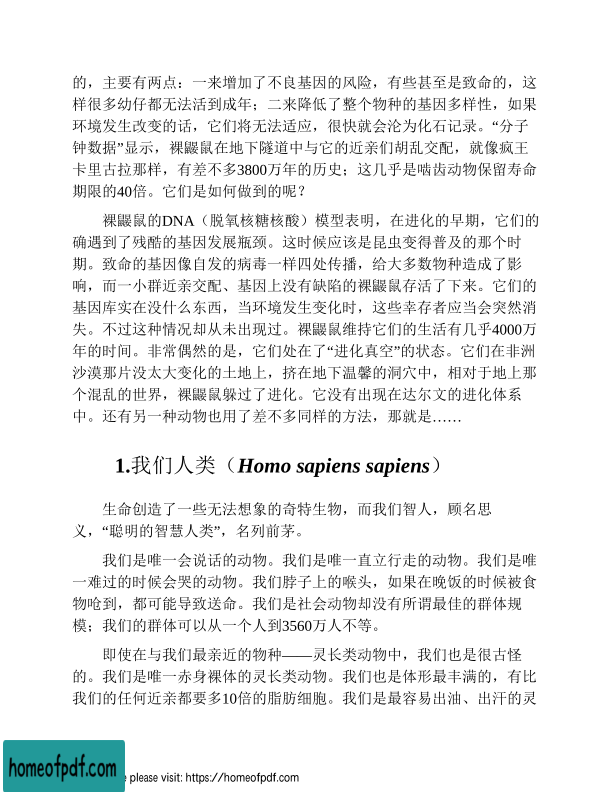 的，主要有两点：一来增加了不良基因的风险，有些甚至是致命的，这
样很多幼仔都无法活到成年；二来降低了整个物种的基因多样性，如果
环境发生改变的话，它们将无法适应，很快就会沦为化石记录。“分子
钟数据”显示，裸鼹鼠在地下隧道中与它的近亲们胡乱交配，就像疯王
卡里古拉那样，有差不多3800万年的历史；这几乎是啮齿动物保留寿命
期限的40倍。它们是如何做到的呢？
裸鼹鼠的DNA（脱氧核糖核酸）模型表明，在进化的早期，它们的
确遇到了残酷的基因发展瓶颈。这时候应该是昆虫变得普及的那个时
期。致命的基因像自发的病毒一样四处传播，给大多数物种造成了影
响，而一小群近亲交配、基因上没有缺陷的裸鼹鼠存活了下来。它们的
基因库实在没什么东西，当环境发生变化时，这些幸存者应当会突然消
失。不过这种情况却从未出现过。裸鼹鼠维持它们的生活有几乎4000万
年的时间。非常偶然的是，它们处在了“进化真空”的状态。它们在非洲
沙漠那片没太大变化的土地上，挤在地下温馨的洞穴中，相对于地上那
个混乱的世界，裸鼹鼠躲过了进化。它没有出现在达尔文的进化体系
中。还有另一种动物也用了差不多同样的方法，那就是……
1.我们人类（Homo sapiens sapiens）
生命创造了一些无法想象的奇特生物，而我们智人，顾名思
义，“聪明的智慧人类”，名列前茅。
我们是唯一会说话的动物。我们是唯一直立行走的动物。我们是唯
一难过的时候会哭的动物。我们脖子上的喉头，如果在晚饭的时候被食
物呛到，都可能导致送命。我们是社会动物却没有所谓最佳的群体规
模；我们的群体可以从一个人到3560万人不等。
即使在与我们最亲近的物种——灵长类动物中，我们也是很古怪
的。我们是唯一赤身裸体的灵长类动物。我们也是体形最丰满的，有比
我们的任何近亲都要多10倍的脂肪细胞。我们是最容易出油、出汗的灵
homeofpdf.com
e please visit: https://homeofpdf.com